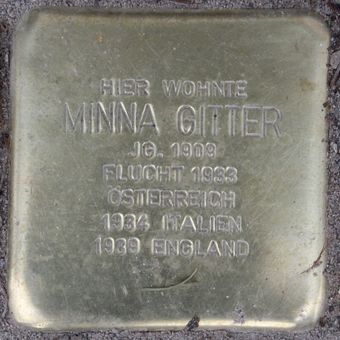 HIER WOHNTE
MINNA GITTER
JG. 1909
FLUCHT 1933
ÖSTERREICH
1934 ITALIEN
1939 ENGLAND